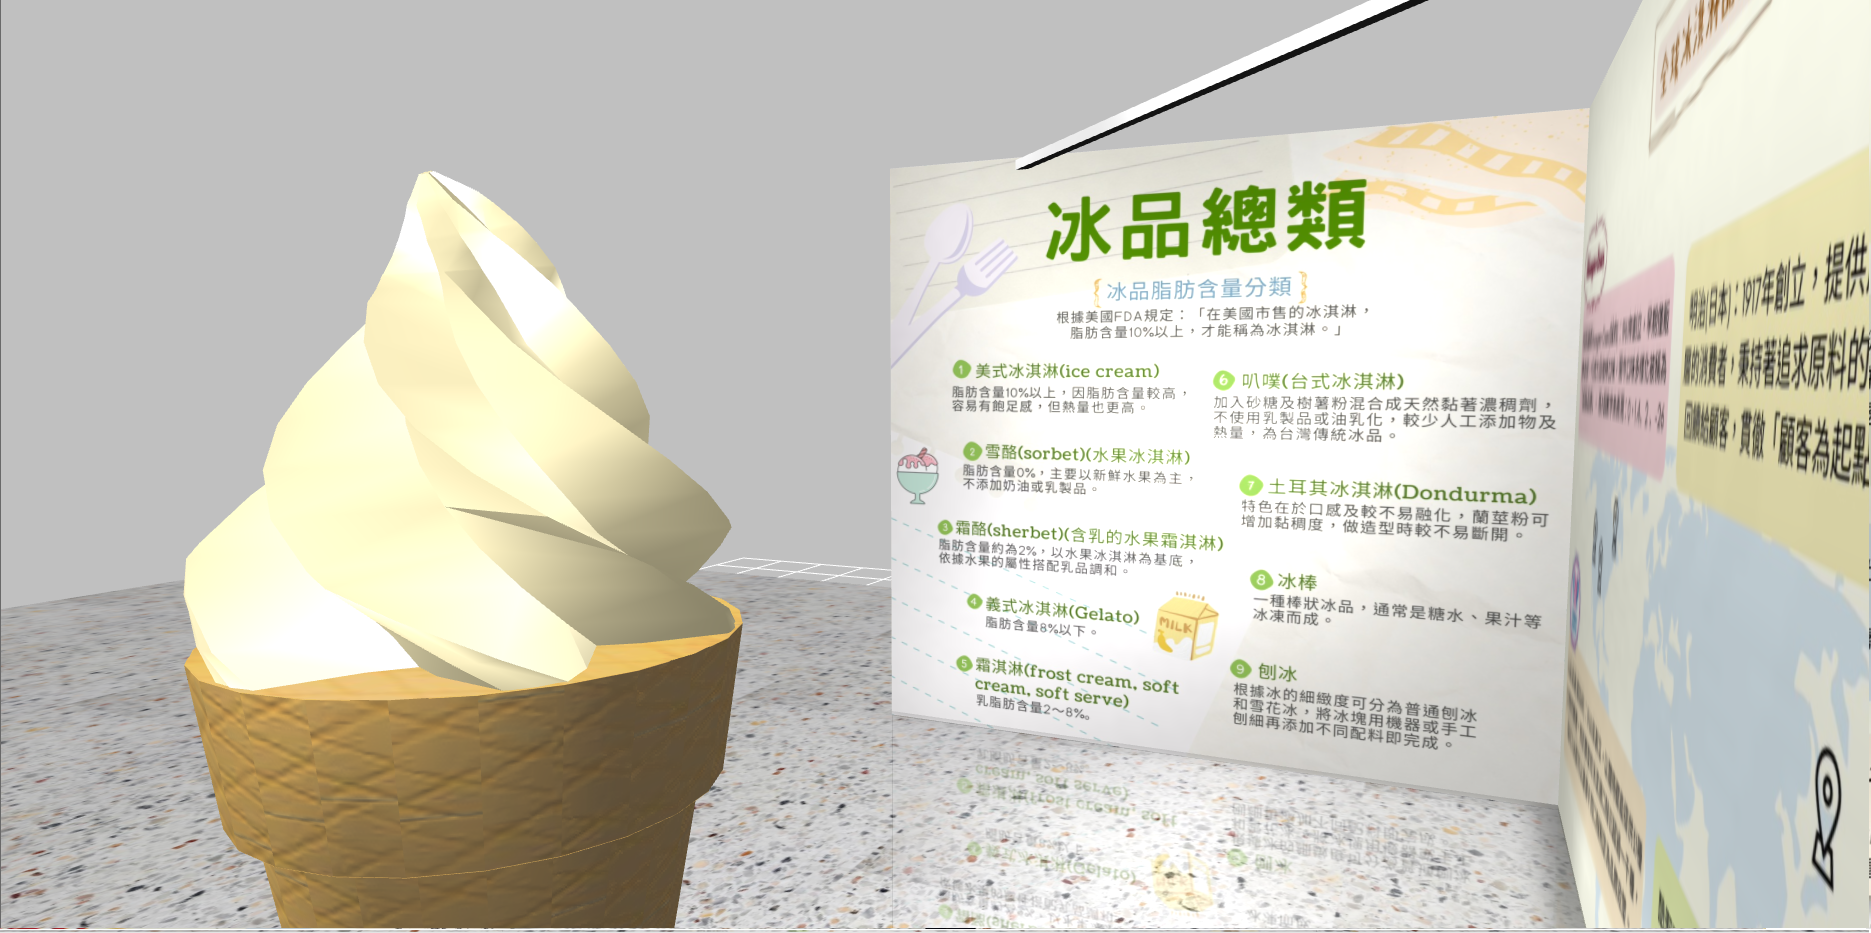 冰品總類
冰品脂肪含量分類
根據美國FDA規定：「在美國市售的冰淇淋，
脂肪含量10%以上，才能稱為冰淇淋。」
1 美式冰淇淋(ice cream)
脂肪含量10%以上，因脂肪含量較高，
容易有飽足感，但熱量也更高。
2 雪酪(sorbet)(水果冰淇淋)
脂肪含量0%，主要以新鮮水果為主，
不添加奶油或乳製品。
3 霜酪(sherbet)(含乳的水果霜淇淋)
脂肪含量約為2%，以水果冰淇淋為基底，
依據水果的屬性搭配乳品調和。
4 義式冰淇淋(Gelato)
脂肪含量8%以下。
5 霜淇淋(frost cream, soft
cream, soft serve)
乳脂肪含量2～8%。
MILK
6 叭噗(台式冰淇淋)
加入砂糖及樹薯粉混合成天然黏著濃稠劑，
不使用乳製品或油乳化，較少人工添加物及
熱量，為台灣傳統冰品。
7 土耳其冰淇淋(Dondurma)
特色在於口感及較不易融化，蘭莖粉可
增加黏稠度，做造型時較不易斷開。
8 冰棒
一種棒狀冰品，通常是糖水、果汁等
冰凍而成。
9 刨冰
根據冰的細緻度可分為普通刨冰
和雪花冰，將冰塊用機器或手工
刨細再添加不同配料即完成。
全球冰淇淋
明治(日本)：1917年創立，提供
的消費者，秉持著追求原料的
回饋給顧客，貫徹「顧客為起點